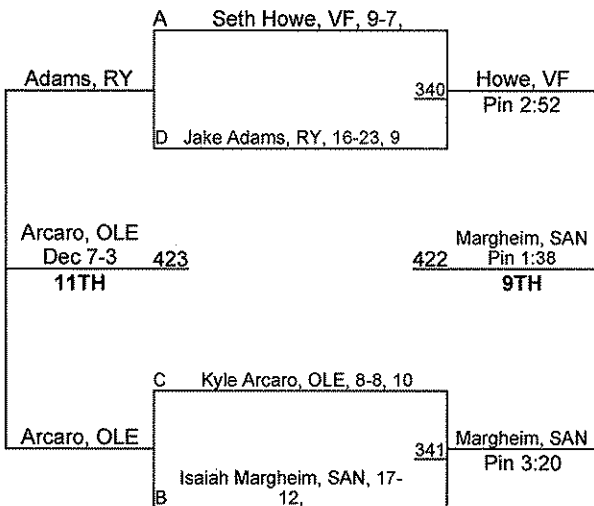 A Seth Howe, VF, 9-7,
Adams, RY
340
Howe, VF
Pin 2:52
D Jake Adams, RY, 16-23, 9
Arcaro, OLE
Dec 7-3 423
11TH
422
Margheim, SAN
Pin 1:38
9TH
C Kyle Arcaro, OLE, 8-8, 10
Arcaro, OLE
341
Margheim, SAN
Pin 3:20
Isaiah Margheim, SAN, 17-
B 12,